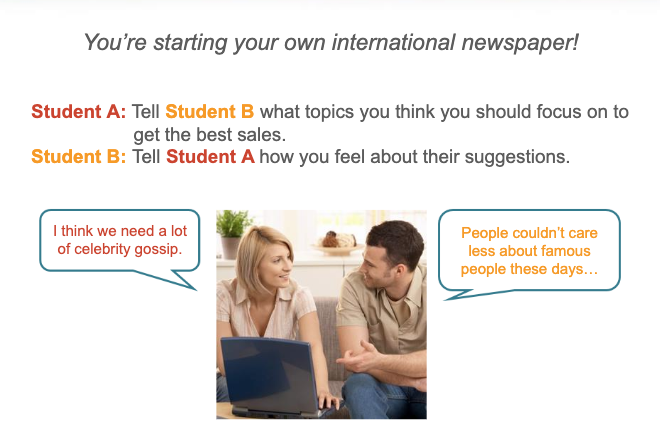 You’re starting your own international newspaper!
Student A: Tell Student B what topics you think you should focus on to
get the best sales.
Student B: Tell Student A how you feel about their suggestions.
I think we need a lot
of celebrity gossip.
People couldn’t care
less about famous
people these days…